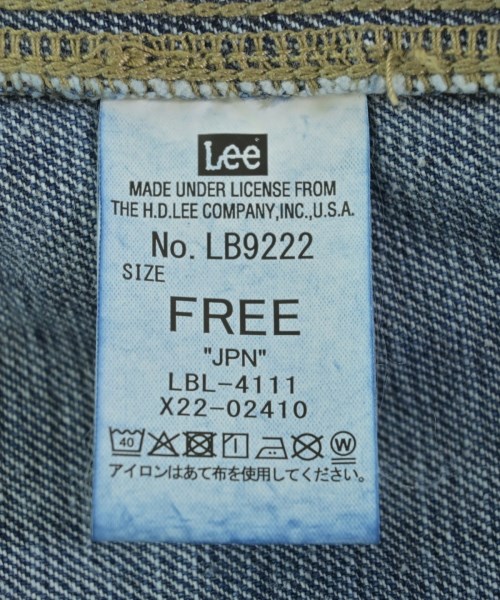 Lee
MADE UNDER LICENSE FROM
THE H.D.LEE COMPANY,INC.,U.S.A.
No. LB9222
SIZE
FREE
"JPN"
LBL-4111
X22-02410
40 W
アイロンはあて布を使用してください。